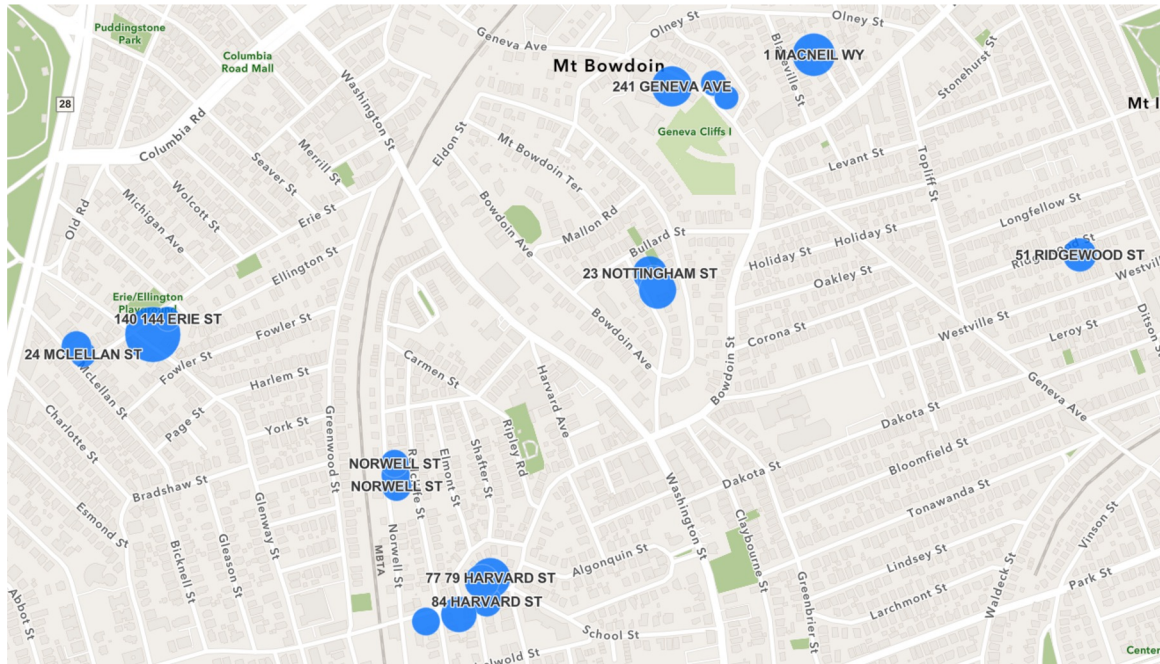 Puddingstone
Park
Columbia
Road Mall
Geneva Ave
Olney St
Olney St
Mt Bowdoin
1 MACNEIL WY
241 GENEVA AVE
Stonehurst St
28
Washington St
Geneva Cliffs I
Columbia Rd
Eldon St
Merrill St
Seaver St
Mt Bowdoin Ter
Levant St
Topliff St
Wolcott St
Michigan Ave
Old Rd
Erie St
Bowdoin Ave
Mallon Rd
Bullard St
Longfellow St
Holiday St
Holiday St
51 RIDGEWOOD ST
Ellington St
23 NOTTINGHAM ST
Oakley St
Erie/Ellington
140 144 ERIE ST
Fowler St
Bowdoin Ave
Corona St
Westville St
Leroy St
Ditson St
24 MCLELLAN ST
McLellan St
Fowler St
Harlem St
Carmen St
Harvard Ave
Bowdoin St
Geneva Ave
Charlotte St
Page St
York St
Greenwood St
Ripley Rd
Dakota St
Bloomfield St
NORWELL ST
NORWELL ST
Elmont St
Shafter St
Dakota St
Bradshaw St
Esmond St
Glenway St
Tonawanda St
Washington St
Claybourne St
Vinson St
Bicknell St
Gleason St
MBTA
Norwell St
77 79 HARVARD ST
Algonquin St
Lindsey St
Park St
84 HARVARD ST
Abbot St
Greenbrier St
Larchmont St
Waldeck St
School St
Center